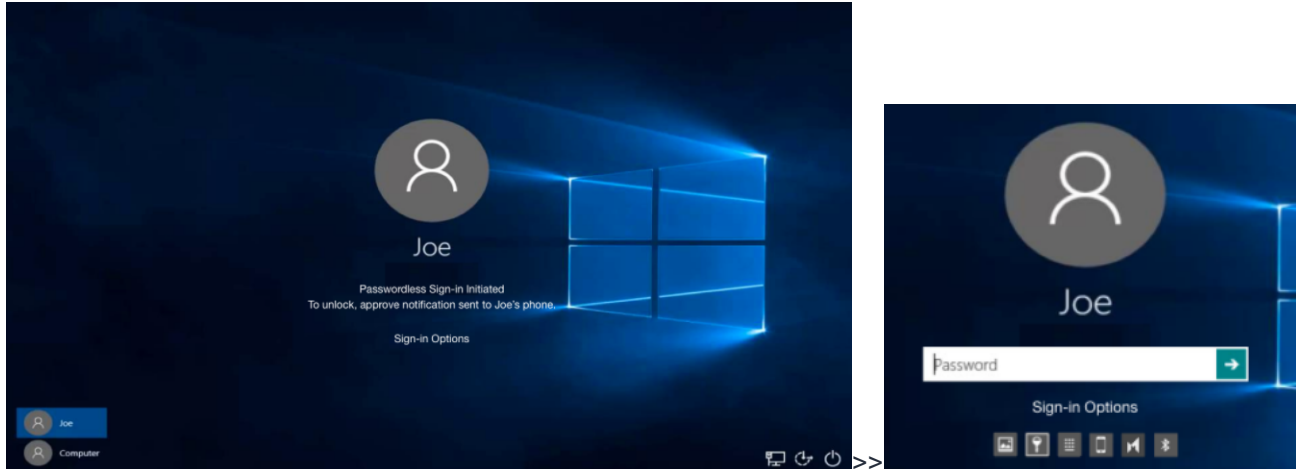 Joe
Passwordless Sign-in Initiated
To unlock, approve notification sent to Joe's phone.
Sign-in Options
Joe
Computer
>>
Joe
Password
Sign-in Options